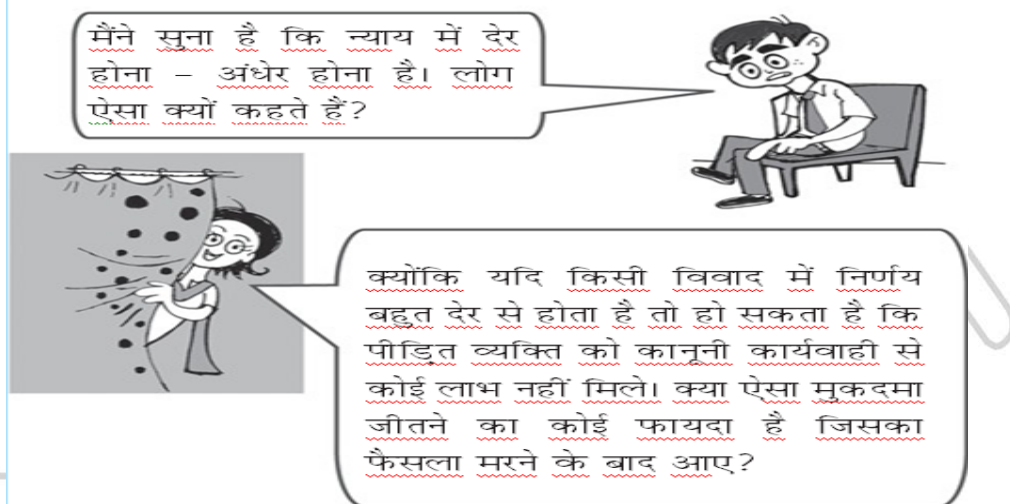 मैंने सुना है कि न्याय में देर
होना – अंधेर होना है। लोग
ऐसा क्यों कहते हैं?
क्योंकि यदि किसी विवाद में निर्णय
बहुत देर से होता है तो हो सकता है कि
पीड़ित व्यक्ति को कानूनी कार्यवाही से
कोई लाभ नहीं मिले। क्या ऐसा मुकदमा
जीतने का कोई फायदा है जिसका
फैसला मरने के बाद आए?